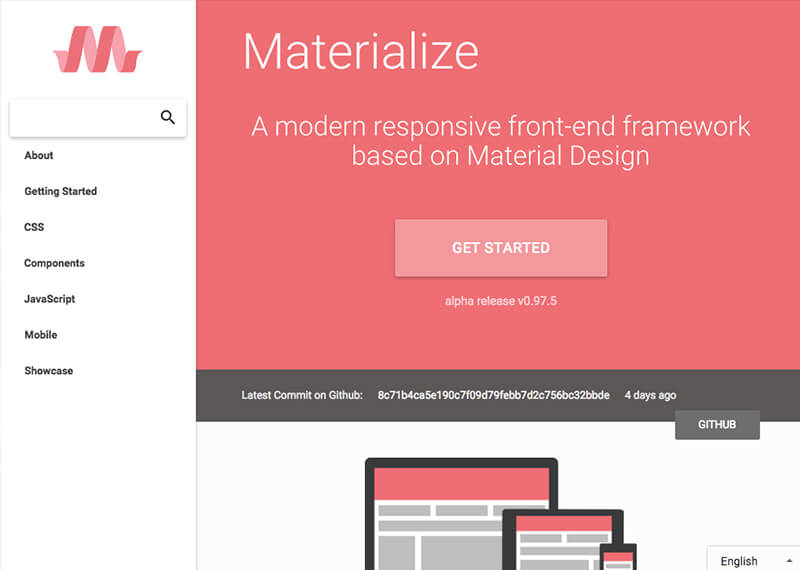 About
Getting Started
CSS
Components
JavaScript
Mobile
Showcase
Materialize
A modern responsive front-end framework
based on Material Design
GET STARTED
alpha release v0.97.5
Latest Commit on Github: 8c71b4ca5e190c7f09d79febb7d2c756bc32bbde 4 days ago
GITHUB
English